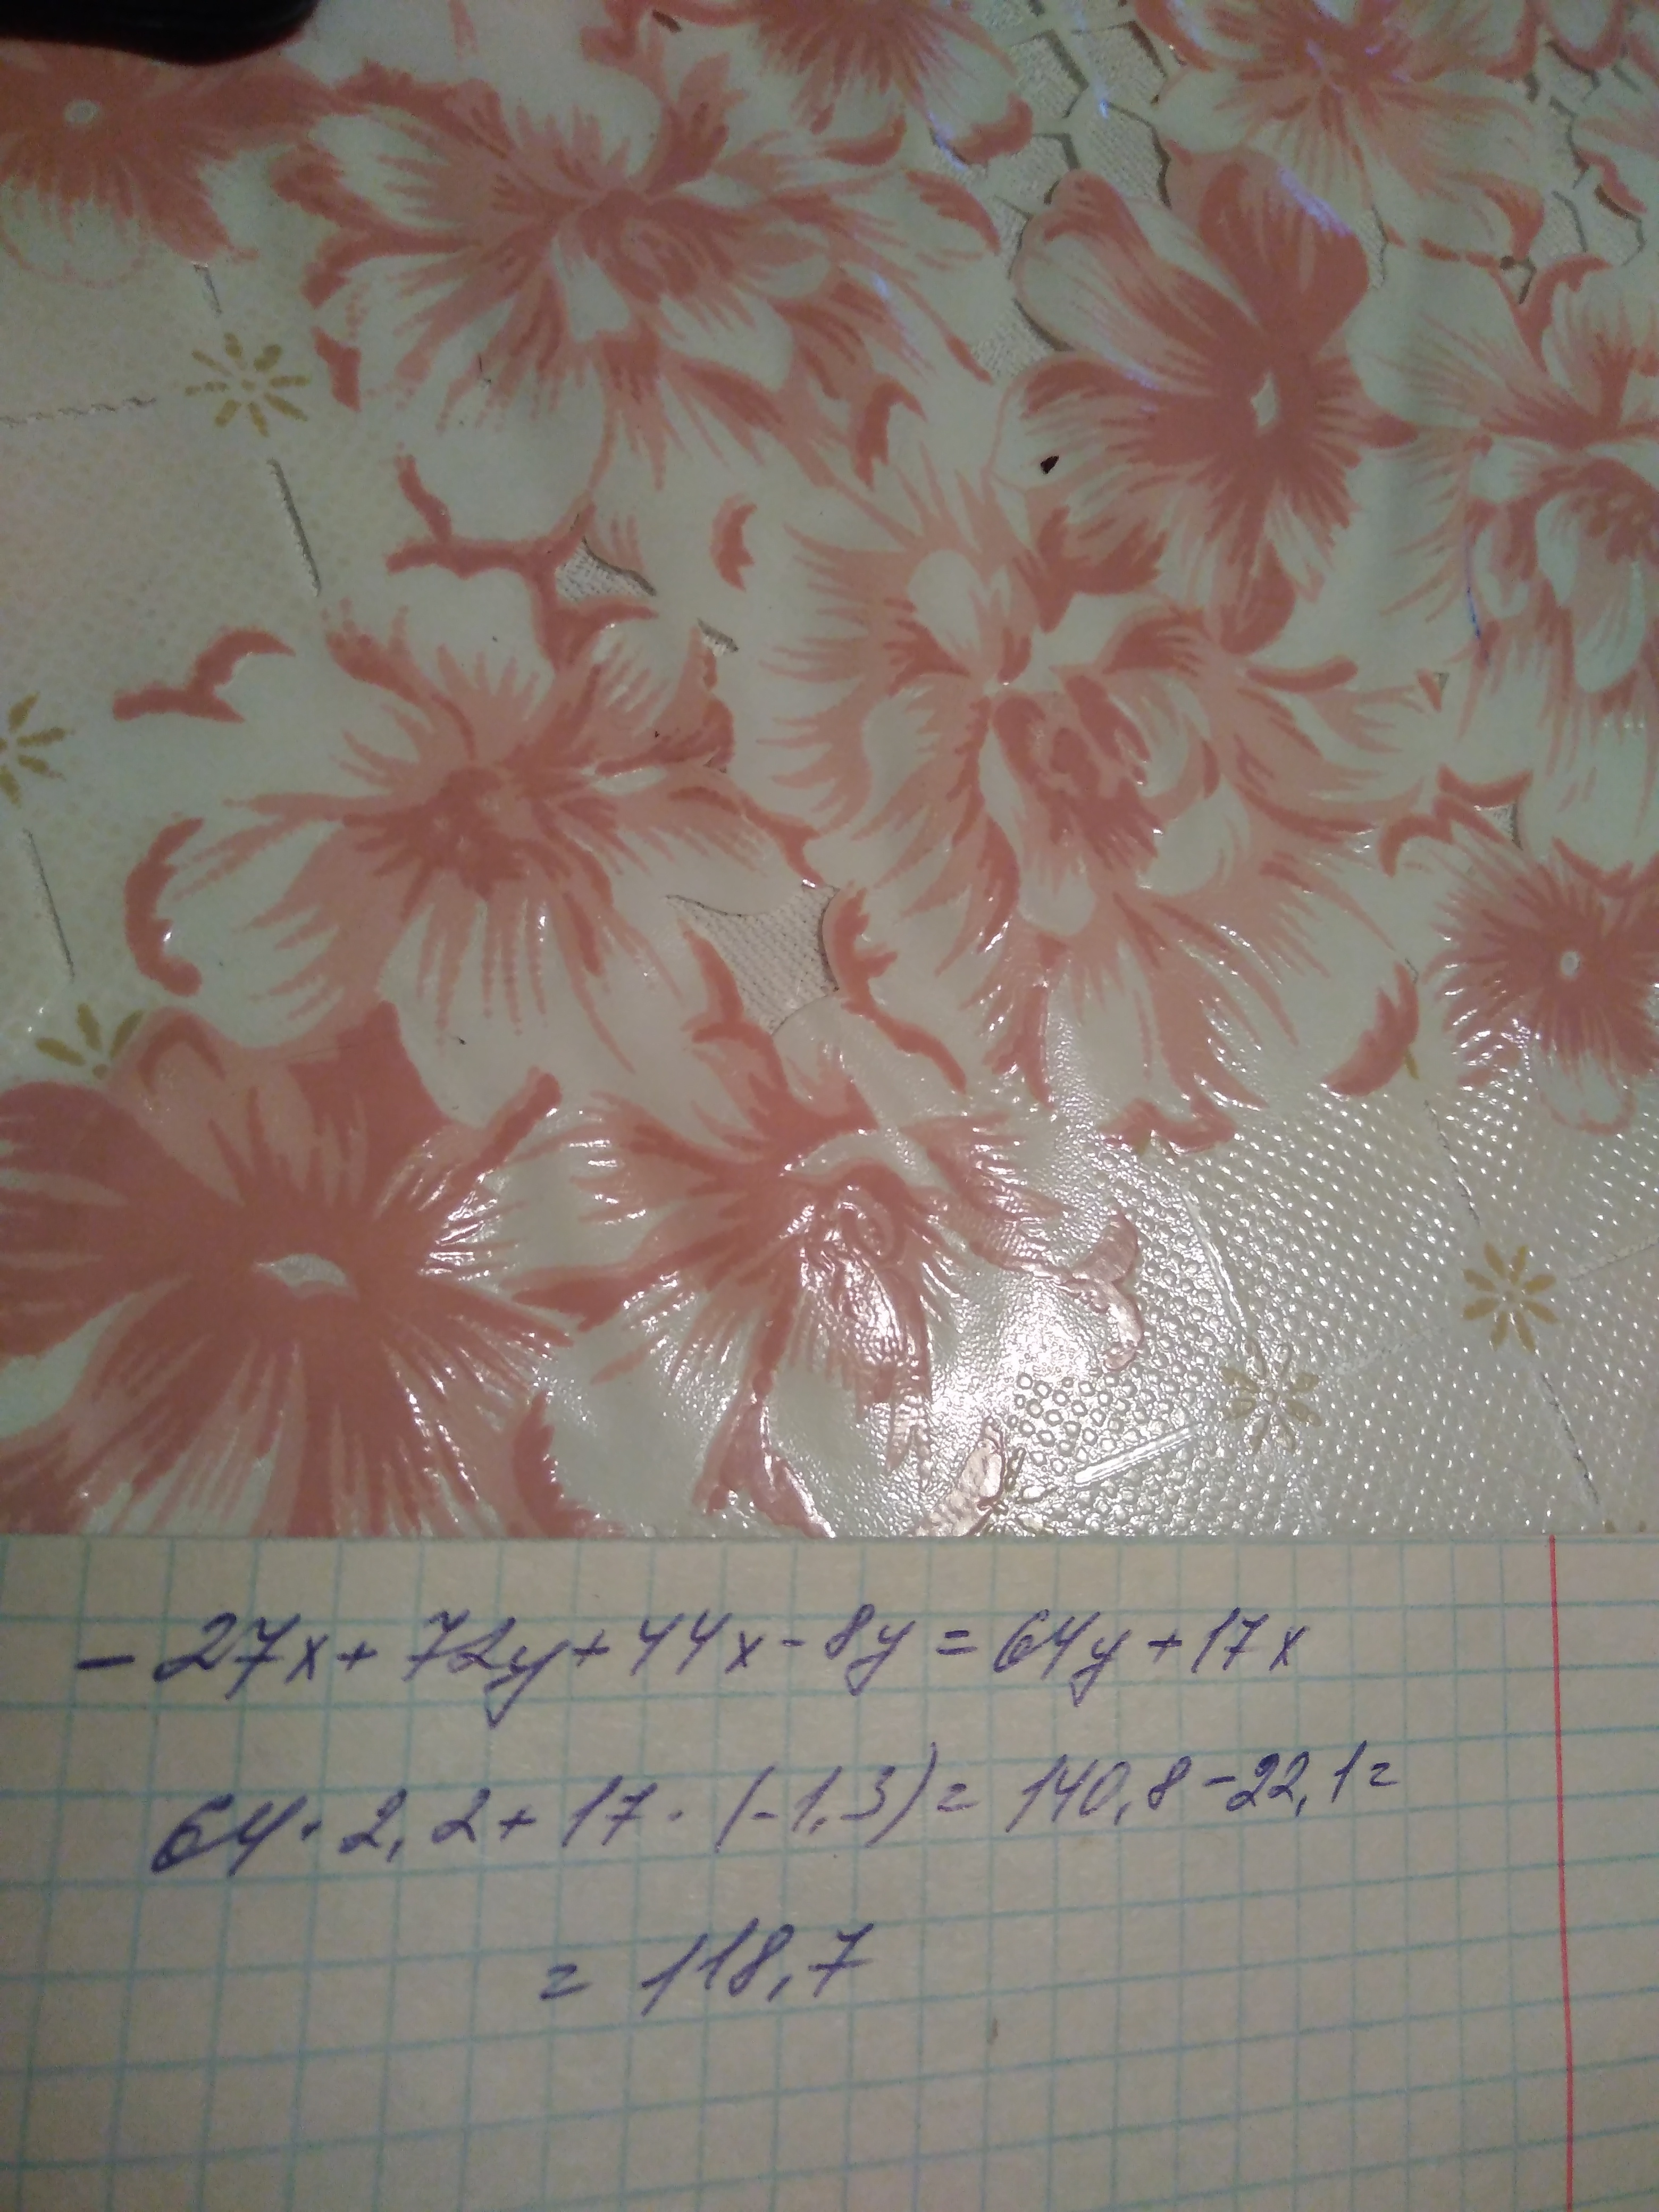 - 27x + 72y + 44x - 8y = 64y + 17x
64 · 2,2 + 17 · (-1,3) = 140,8 - 22,1 =
= 118,7